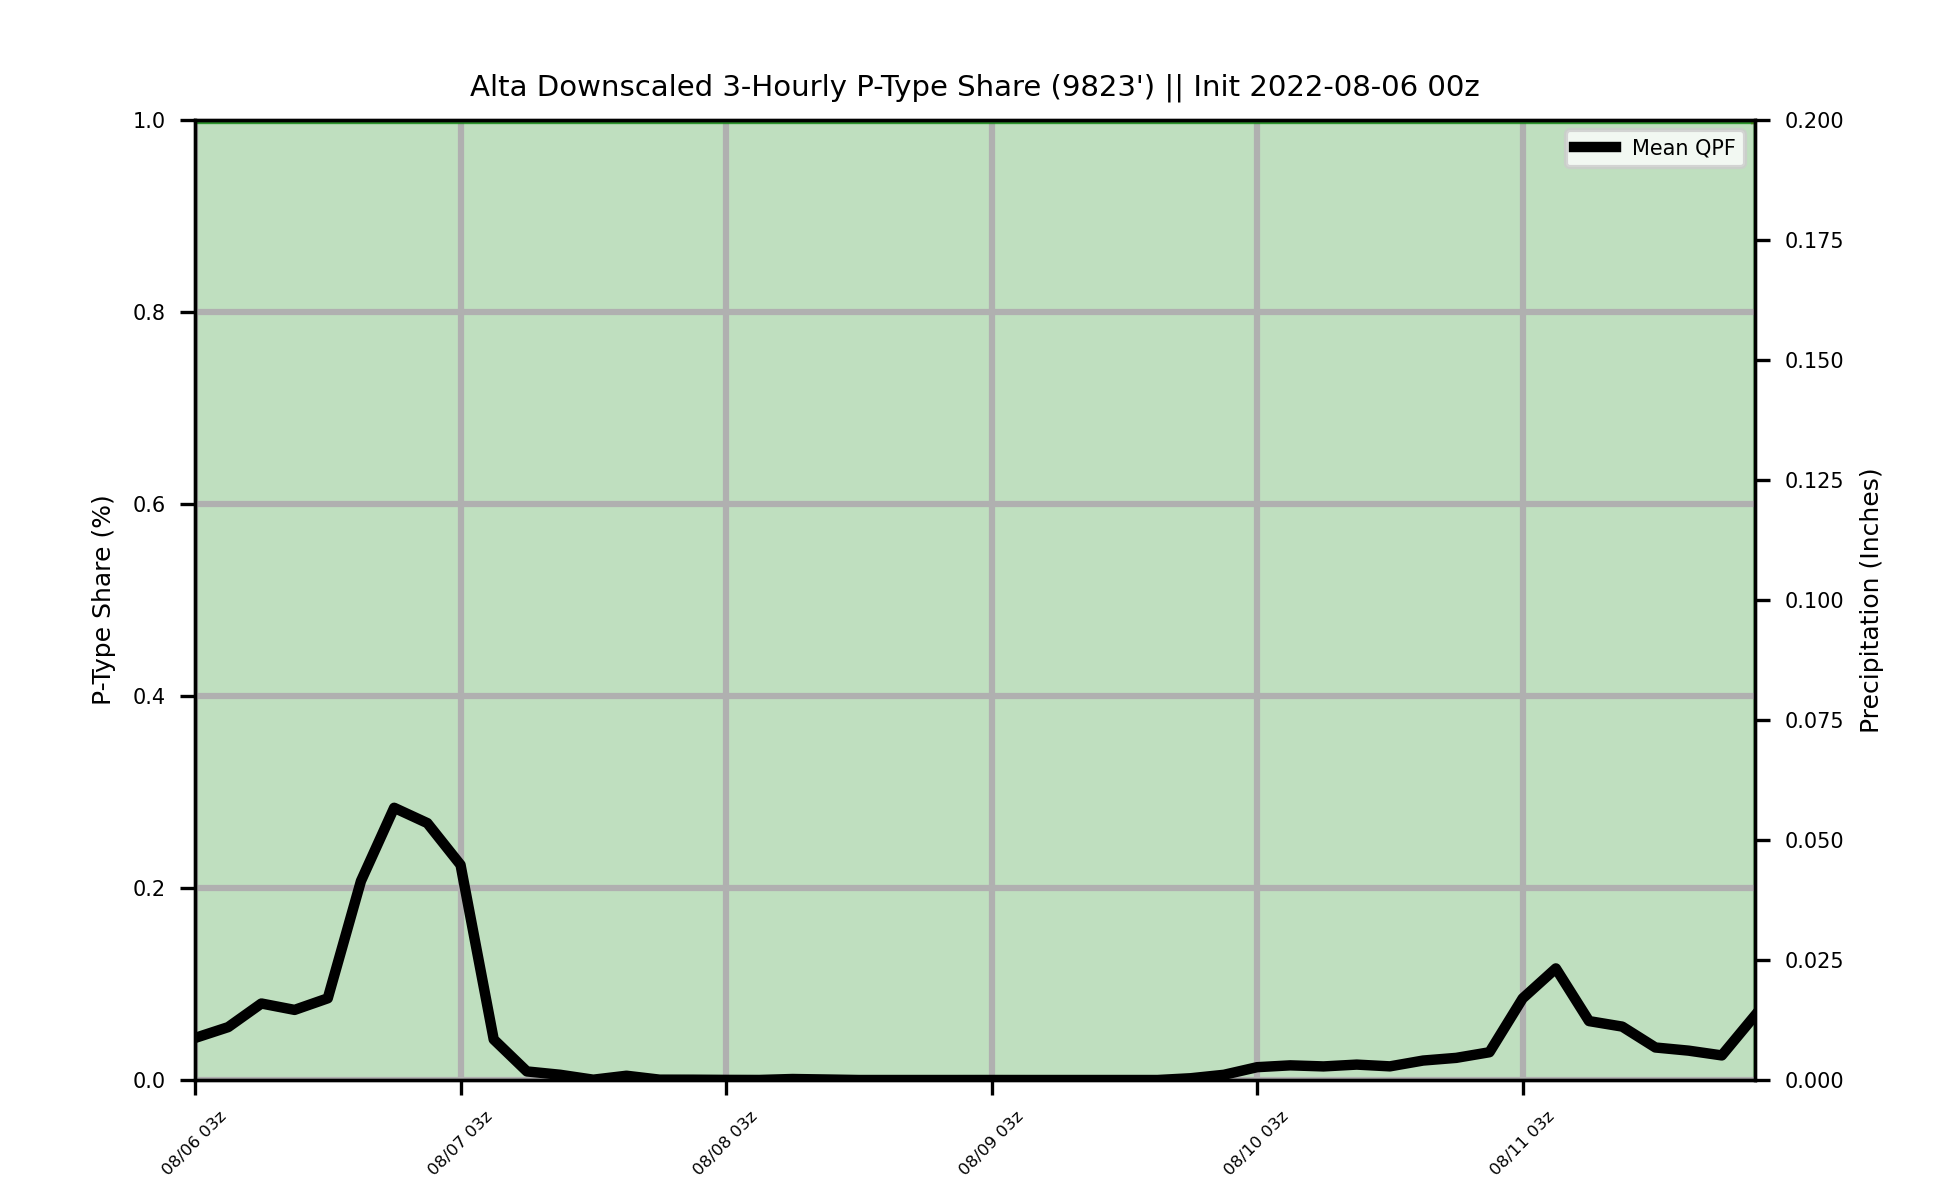 Alta Downscaled 3-Hourly P-Type Share (9823') || Init 2022-08-06 00z
Mean QPF
P-Type Share (%)
1.0
0.8
0.6
0.4
0.2
0.0
0.200
0.175
0.150
0.125
0.100
0.075
0.050
0.025
0.000
Precipitation (Inches)
08/06 03z
08/07 03z
08/08 03z
08/09 03z
08/10 03z
08/11 03z